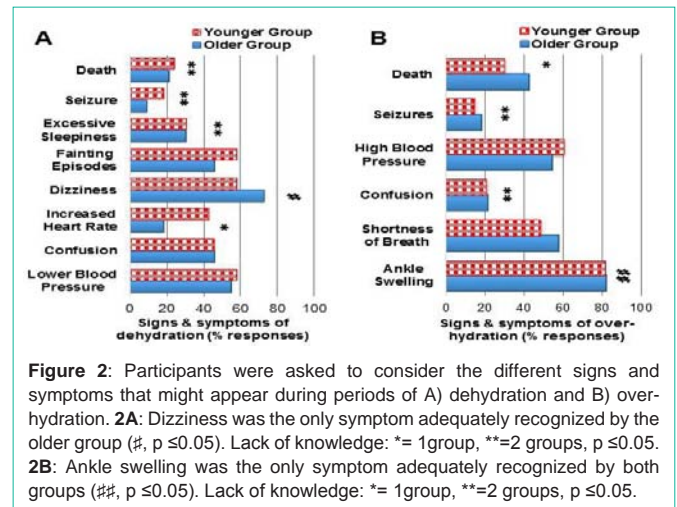 A
Younger Group
Older Group
Death
**
Seizure
**
Excessive
Sleepiness
**
Fainting
Episodes
Dizziness
♯
Increased
Heart Rate
*
Confusion
Lower Blood
Pressure
0 20 40 60 80 100
Signs & symptoms of
dehydration (% responses)
B
Younger Group
Older Group
Death
*
Seizures
**
High Blood
Pressure
Confusion
**
Shortness
of Breath
Ankle
Swelling
♯♯
0 20 40 60 80 100
Signs & symptoms of over-
hydration (% responses)
Figure 2: Participants were asked to consider the different signs and
symptoms that might appear during periods of A) dehydration and B) over-
hydration. 2A: Dizziness was the only symptom adequately recognized by the
older group (♯, p ≤0.05). Lack of knowledge: *= 1group, **=2 groups, p ≤0.05.
2B: Ankle swelling was the only symptom adequately recognized by both
groups (♯♯, p ≤0.05). Lack of knowledge: *= 1group, **=2 groups, p ≤0.05.